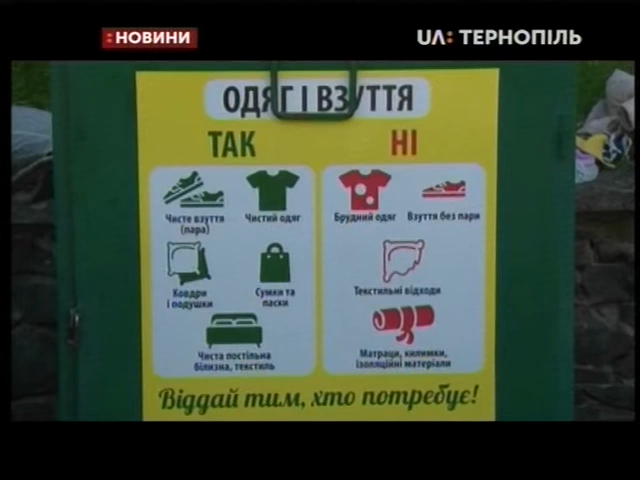 :НОВИНИ
UA: ТЕРНОПІЛЬ
ОДЯГ І ВЗУТТЯ
ТАК
НІ
Чисте взуття
(пара)
Чистий одяг
Ковдри
і подушки
Сумки та
паски
Чиста постільна
білизна, текстиль
Брудний одяг
Взуття без пари
Текстильні відходи
Матраци, килимки,
ізоляційні матеріали
Віддай тим, хто потребує!